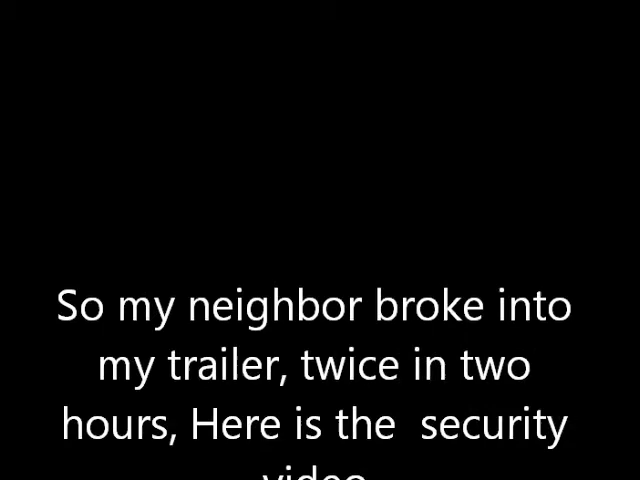 So my neighbor broke into
my trailer, twice in two
hours, Here is the  security
video